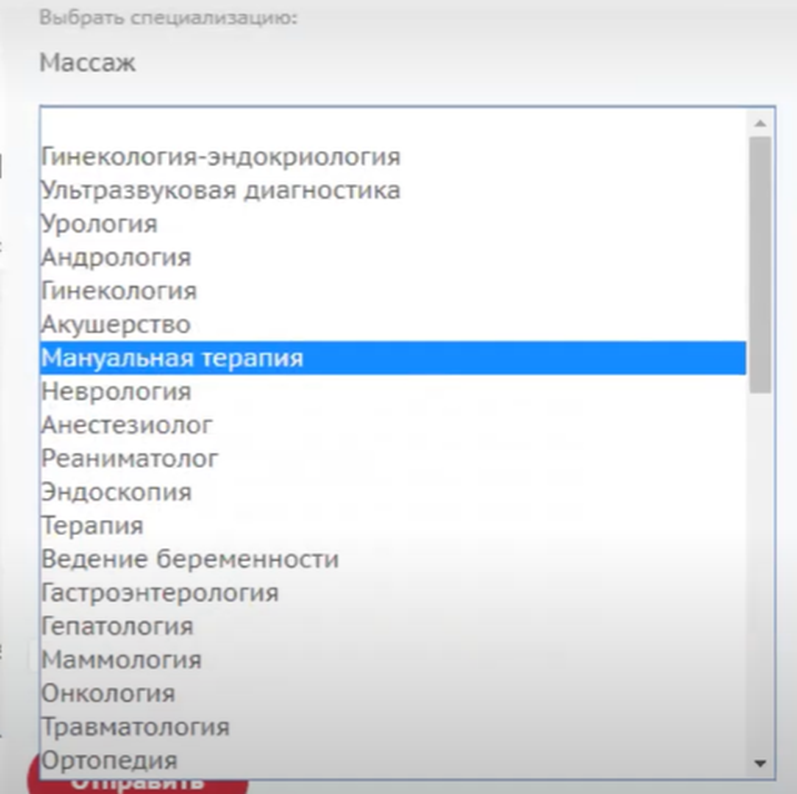 Выбрать специализацию:
Массаж
Гинекология-эндокриология
Ультразвуковая диагностика
Урология
Андрология
Гинекология
Акушерство
Мануальная терапия
Неврология
Анестезиолог
Реаниматолог
Эндоскопия
Терапия
Ведение беременности
Гастроэнтерология
Гепатология
Маммология
Онкология
Травматология
Ортопедия
Отправить